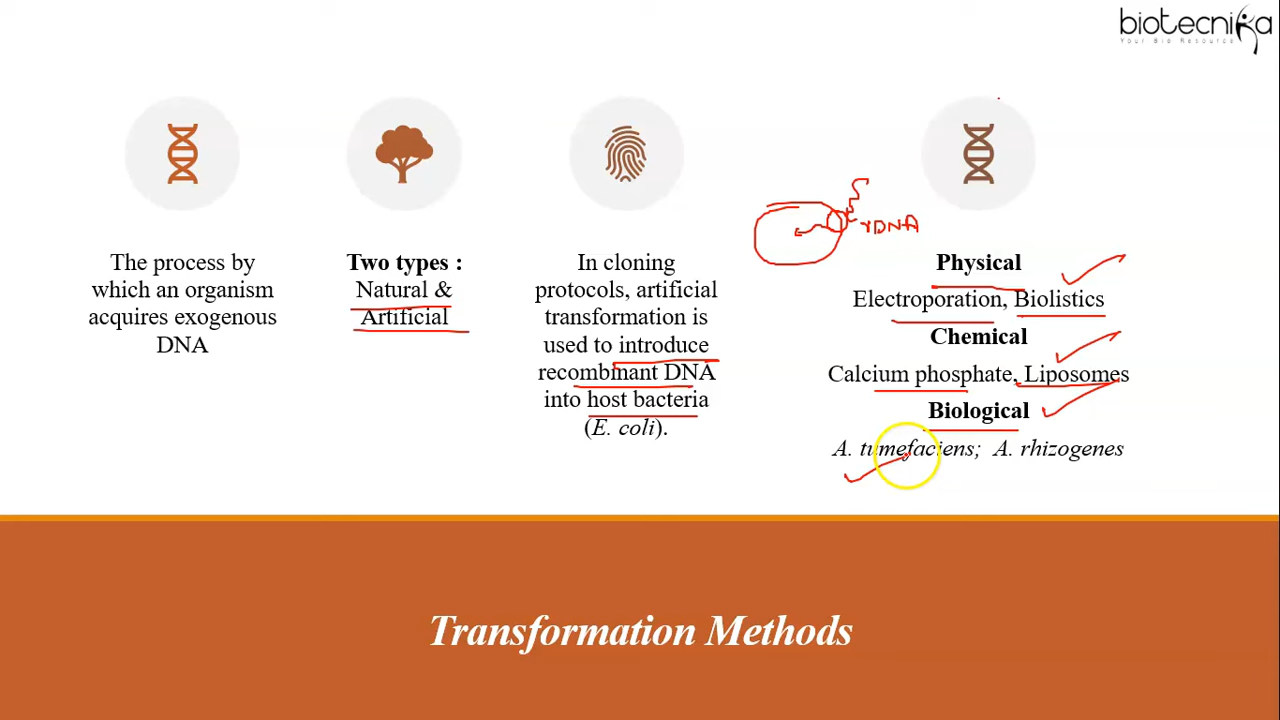 biotecnika
Your Bio Resource
The process by
which an organism
acquires exogenous
DNA
Two types :
Natural &
Artificial
In cloning
protocols, artificial
transformation is
used to introduce
recombinant DNA
into host bacteria
(E. coli).
rDNA
Physical
Electroporation, Biolistics
Chemical
Calcium phosphate, Liposomes
Biological
A. tumefaciens; A. rhizogenes
Transformation Methods